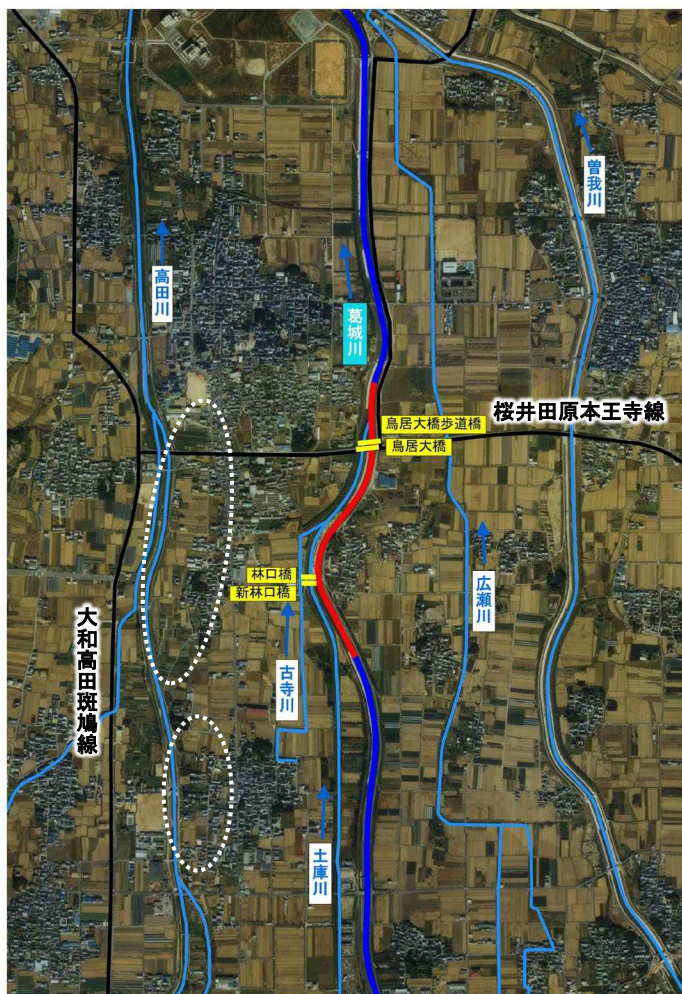 曽我川
高田川
葛城川
桜井田原本王寺線
鳥居大橋歩道橋
鳥居大橋
林口橋
新林口橋
広瀬川
大和高田斑鳩線
古寺川
土庫川